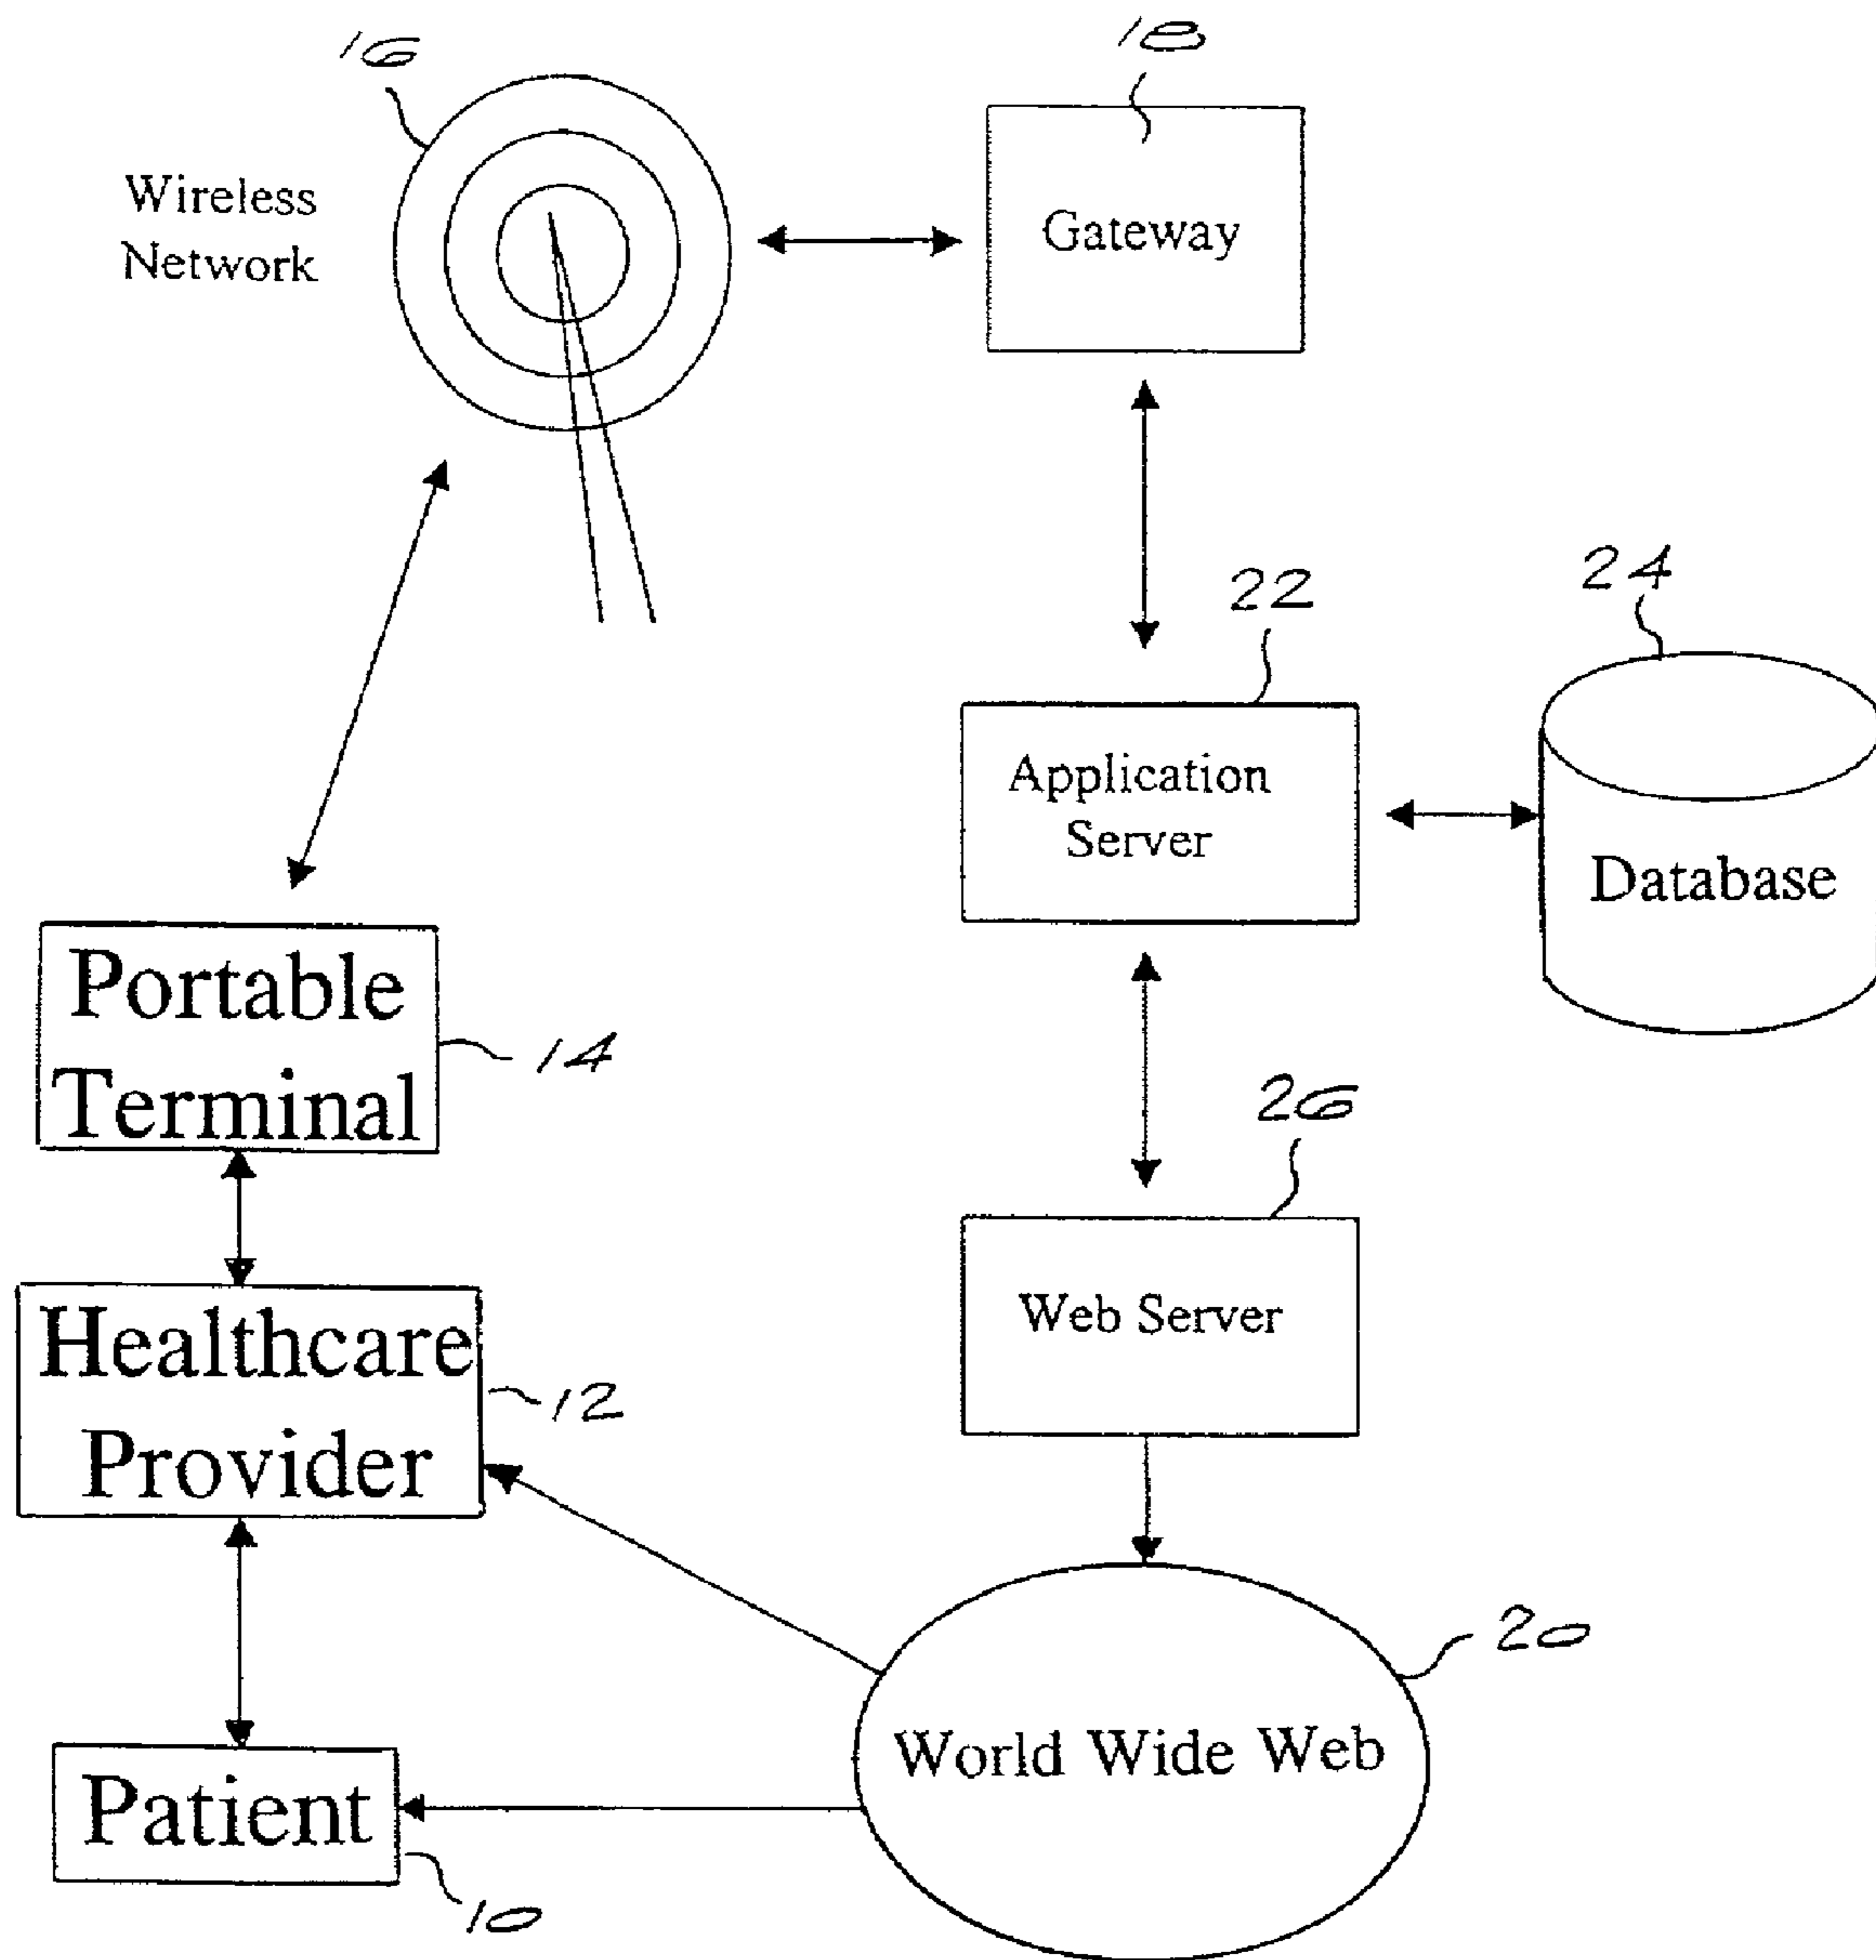 16
18
Wireless
Network
Gateway
22
24
Application
Server
Database
Portable
Terminal
14
26
Healthcare
Provider
12
Web Server
20
World Wide Web
Patient
10